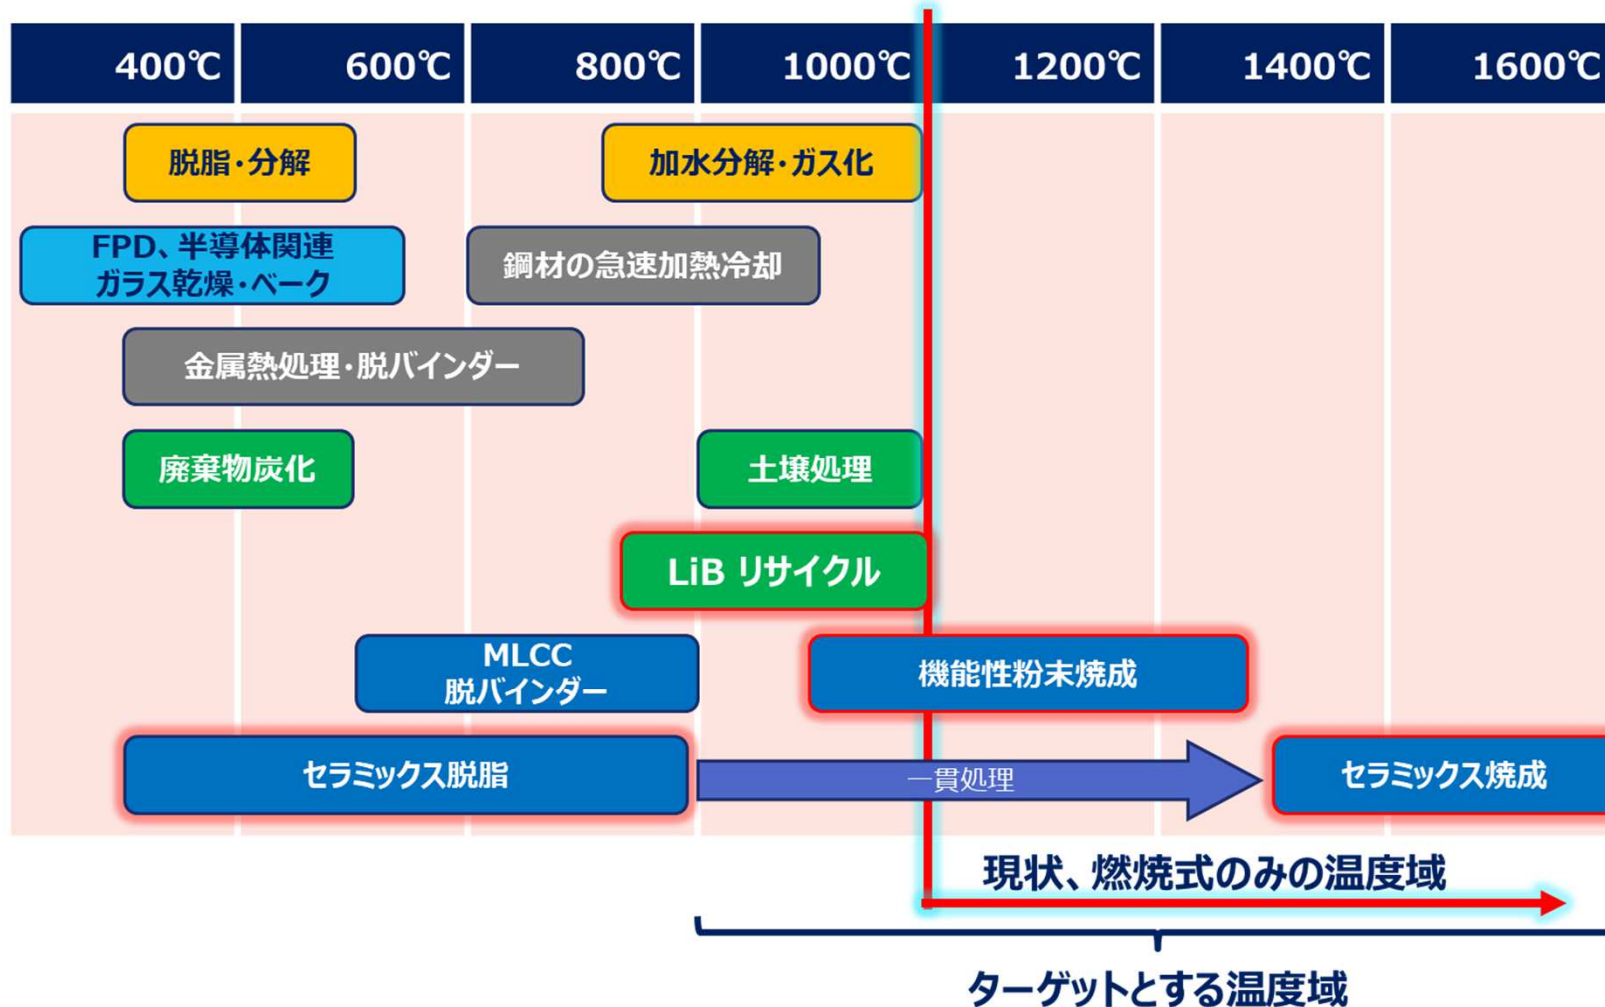 400℃ 600℃ 800℃ 1000℃ 1200℃ 1400℃ 1600℃
脱脂・分解
加水分解・ガス化
FPD、半導体関連
ガラス乾燥・ベーク
鋼材の急速加熱冷却
金属熱処理・脱バインダー
廃棄物炭化
土壌処理
LiB リサイクル
MLCC
脱バインダー
機能性粉末焼成
セラミックス脱脂
一貫処理
セラミックス焼成
現状、燃焼式のみの温度域
ターゲットとする温度域